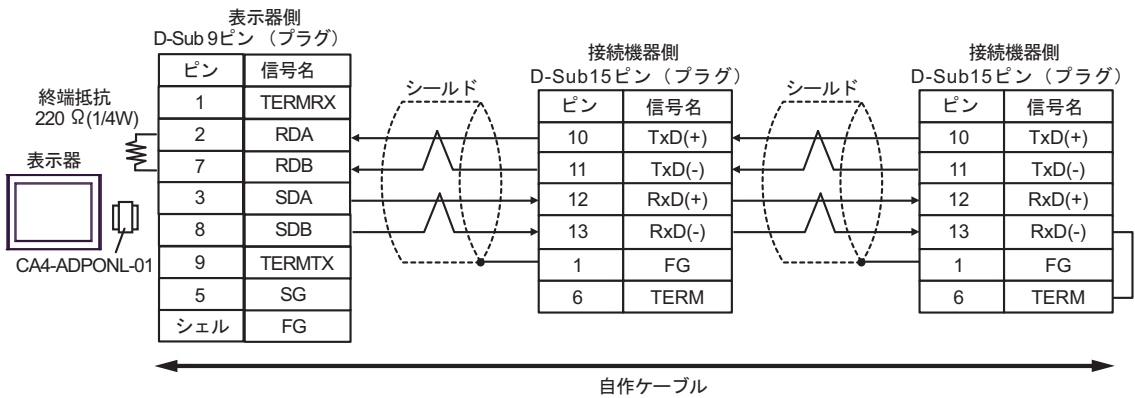 表示器側
D-Sub 9ピン （プラグ）
ピン 信号名
1 TERMRX
2 RDA
7 RDB
3 SDA
8 SDB
9 TERMTX
5 SG
シェル FG
終端抵抗
220 Ω(1/4W)
表示器
CA4-ADPONL-01
シールド
接続機器側
D-Sub15ピン（プラグ）
ピン 信号名
10 TxD(+)
11 TxD(-)
12 RxD(+)
13 RxD(-)
1 FG
6 TERM
シールド
接続機器側
D-Sub15ピン（プラグ）
ピン 信号名
10 TxD(+)
11 TxD(-)
12 RxD(+)
13 RxD(-)
1 FG
6 TERM
自作ケーブル